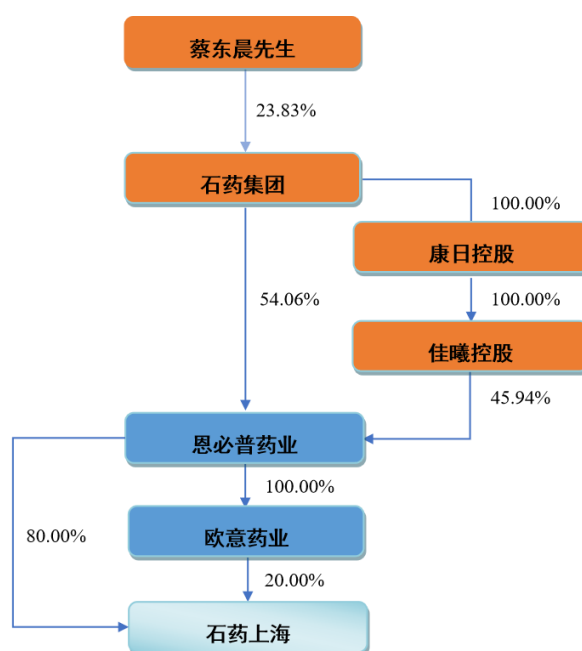 蔡东晨先生
23.83%
石药集团
100.00%
康日控股
54.06%
100.00%
佳曦控股
45.94%
恩必普药业
100.00%
80.00%
欧意药业
20.00%
石药上海